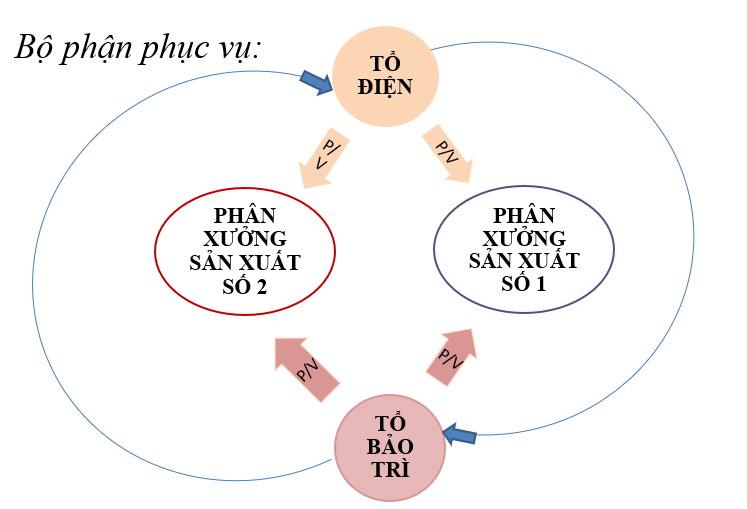 Bộ phận phục vụ:
TỔ
ĐIỆN
P/
V
P/V
PHÂN
XƯỞNG
SẢN XUẤT
SỐ 2
PHÂN
XƯỞNG
SẢN XUẤT
SỐ 1
P/V
P/V
TỔ
BẢO
TRÌ